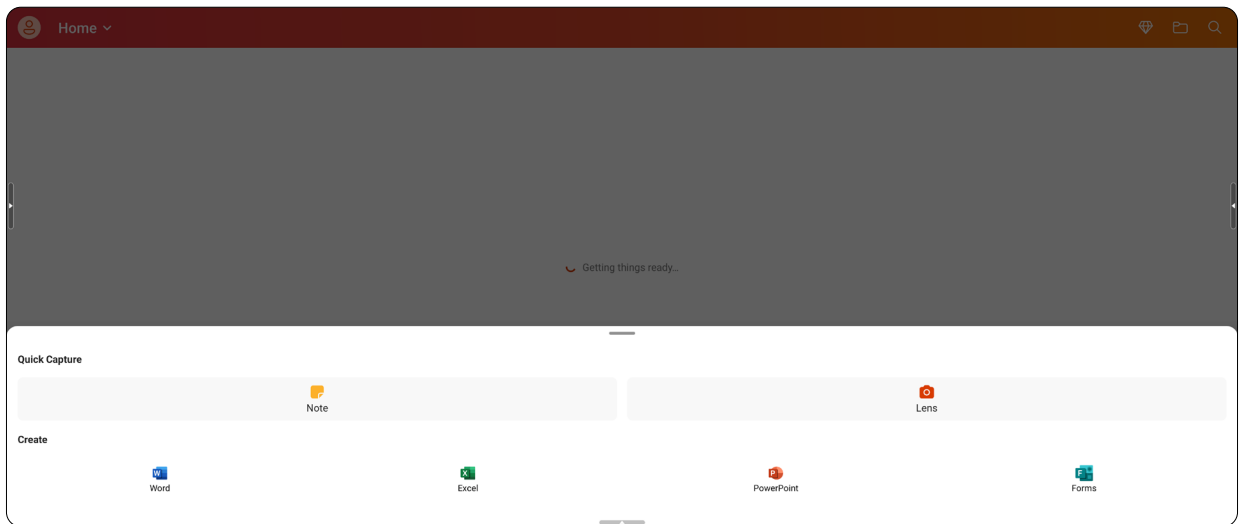 Home
Getting things ready...
Quick Capture
Note
Lens
Create
Word
Excel
PowerPoint
Forms